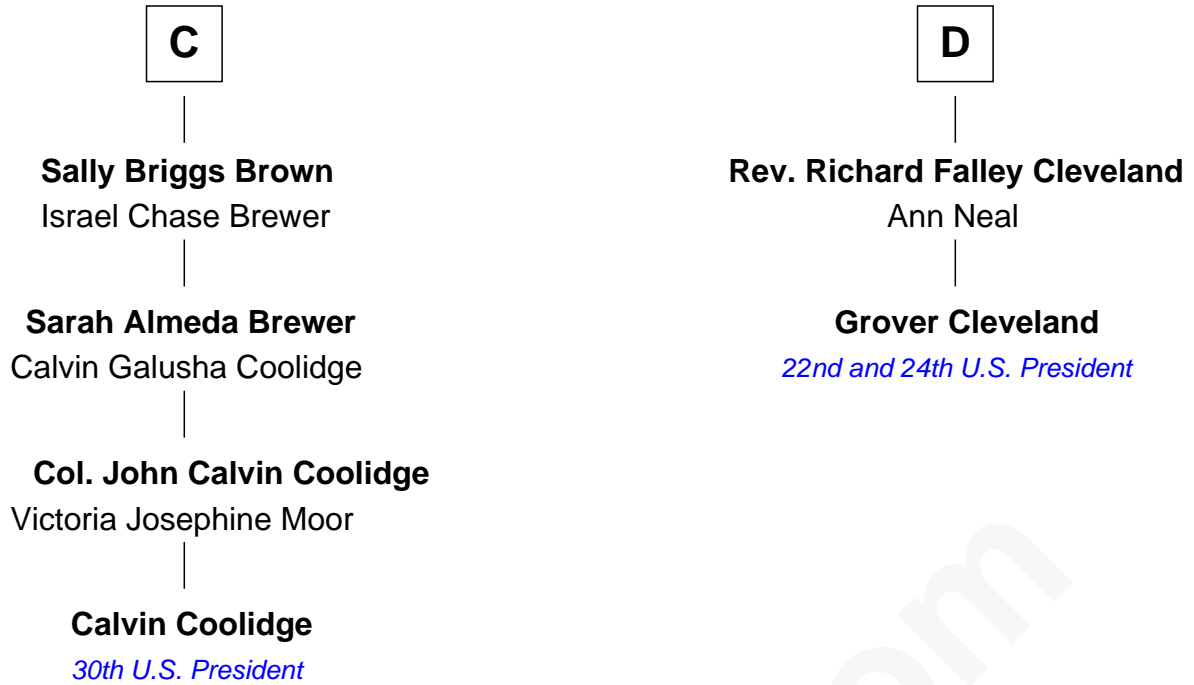 C
Sally Briggs Brown
Israel Chase Brewer
Sarah Almeda Brewer
Calvin Galusha Coolidge
Col. John Calvin Coolidge
Victoria Josephine Moor
Calvin Coolidge
30th U.S. President
D
Rev. Richard Falley Cleveland
Ann Neal
Grover Cleveland
22nd and 24th U.S. President
om